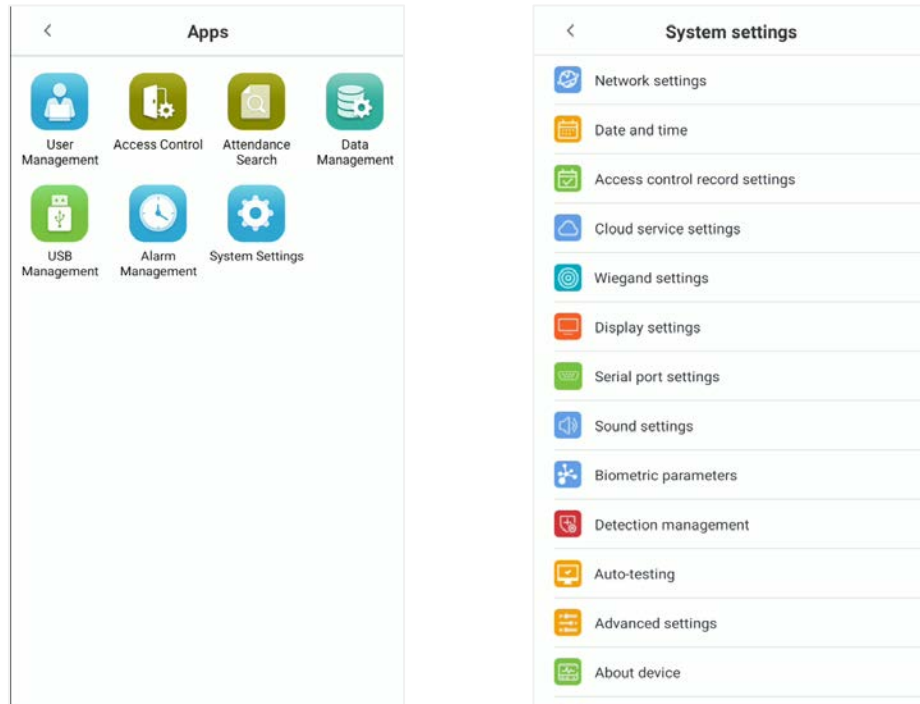 Apps
User Management
Access Control
Attendance Search
Data Management
USB Management
Alarm Management
System Settings
System settings
Network settings
Date and time
Access control record settings
Cloud service settings
Wiegand settings
Display settings
Serial port settings
Sound settings
Biometric parameters
Detection management
Auto-testing
Advanced settings
About device